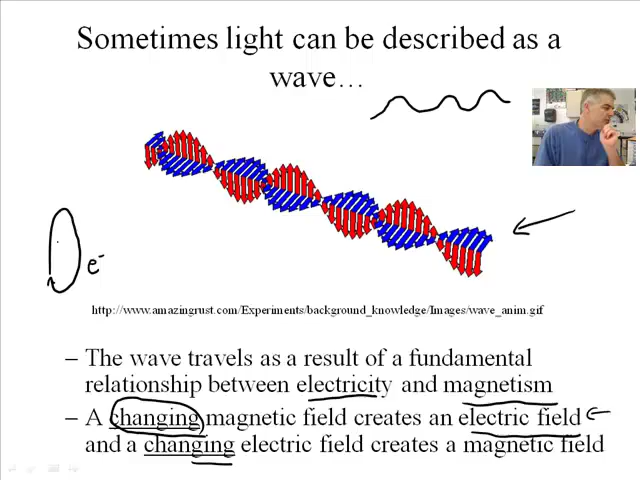 Sometimes light can be described as a
wave…
e-
http://www.amazingrust.com/Experiments/background_knowledge/Images/wave_anim.gif
– The wave travels as a result of a fundamental
relationship between electricity and magnetism
– A changing magnetic field creates an electric field
and a changing electric field creates a magnetic field